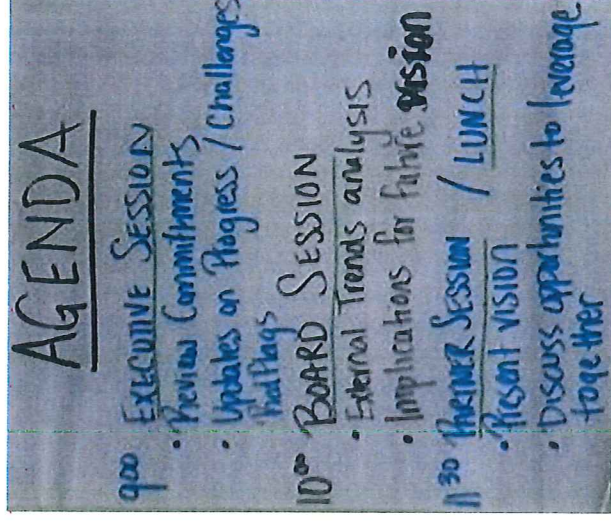 AGENDA
9:00 EXECUTIVE SESSION
• Review Commitments
• Updates on Progress / Challenges
Red flags
10:00 BOARD SESSION
• External Trends analysis
• Implications for future vision
11:30 PARTNER SESSION / LUNCH
• Present vision
• Discuss opportunities to leverage
together